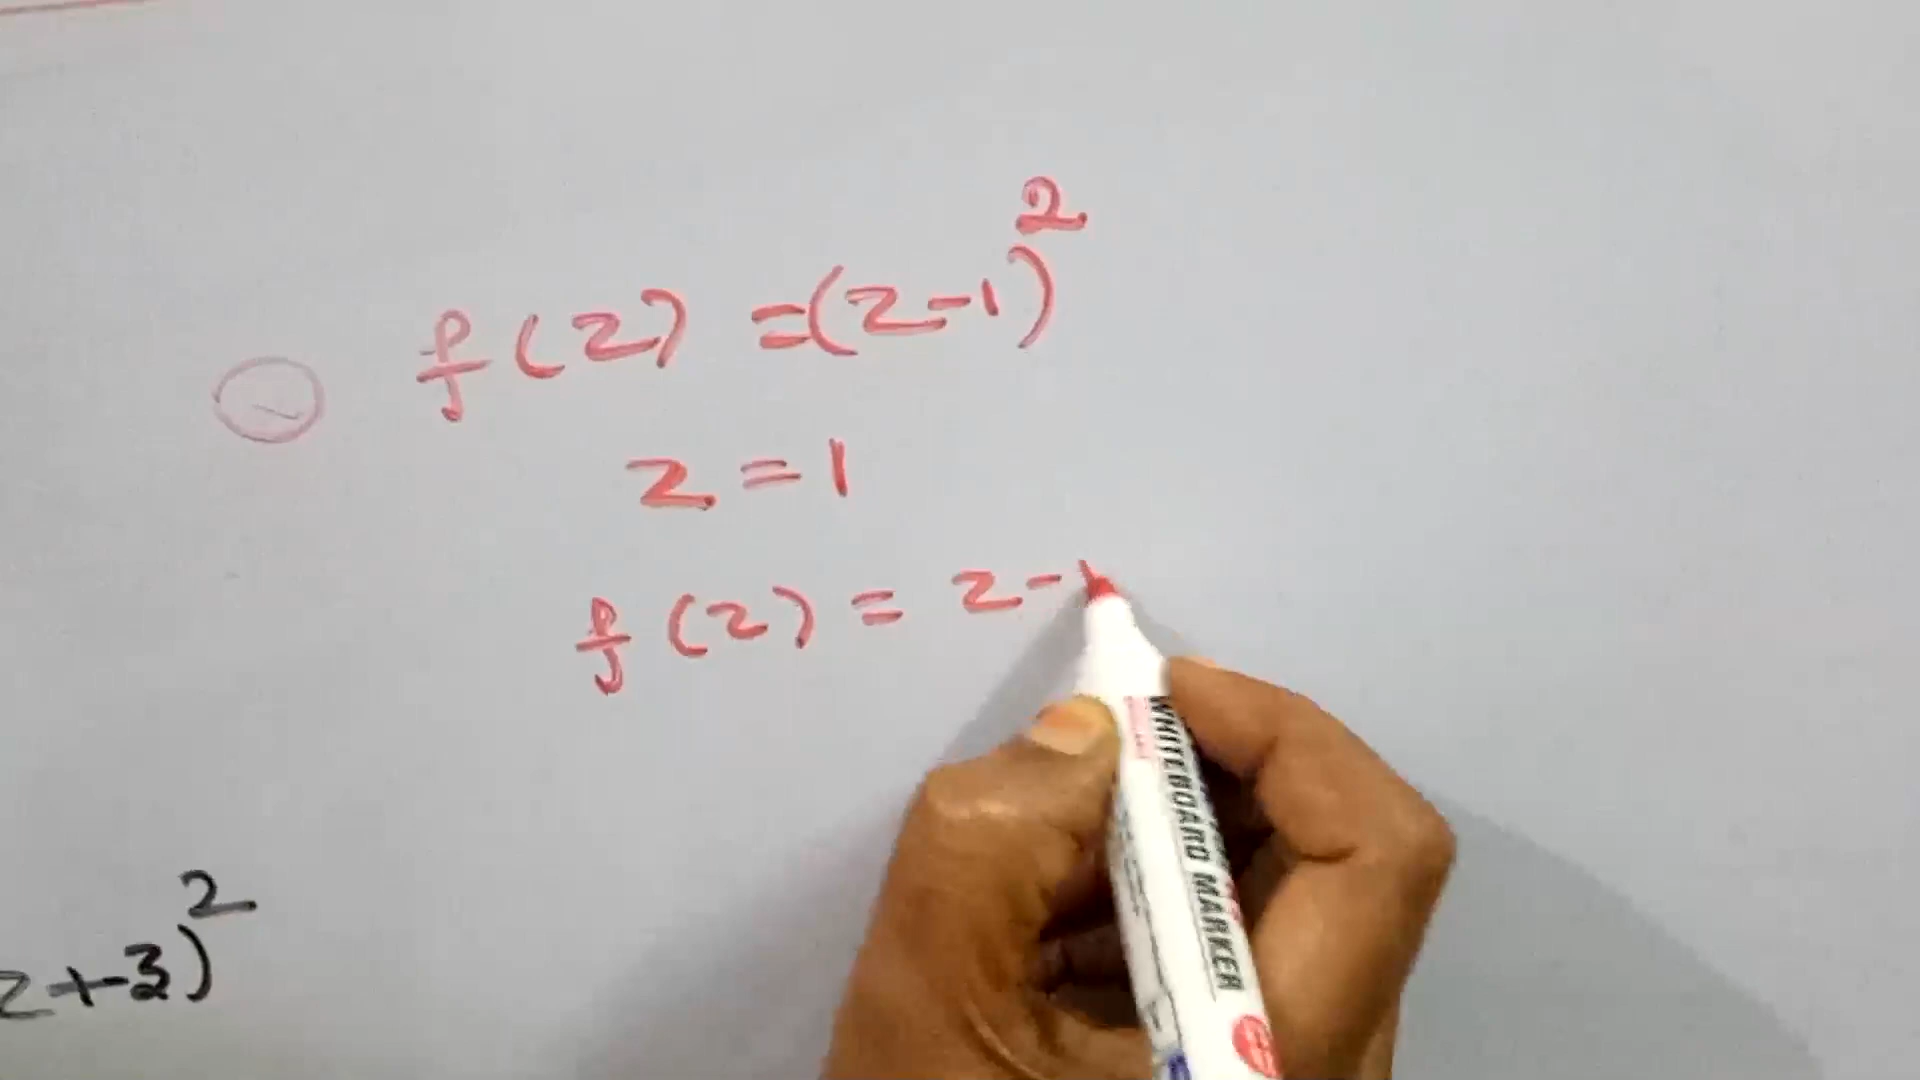 f(z) = (z-1)²
z = 1
f(z) = z-
z+3)²
WHITEBOARD MARKER